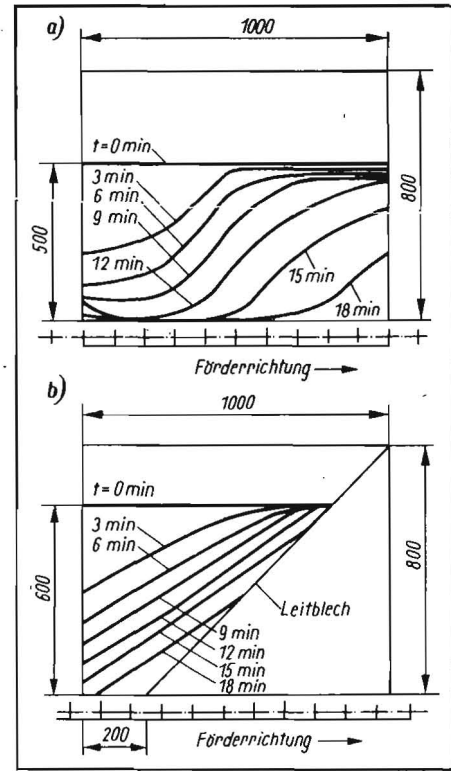 a)
1000
t=0 min
3 min
6 min
9 min
12 min
15 min
18 min
500
800
Förderrichtung
b)
1000
t=0 min
3 min
6 min
Leitblech
9 min
12 min
15 min
18 min
600
800
200
Förderrichtung